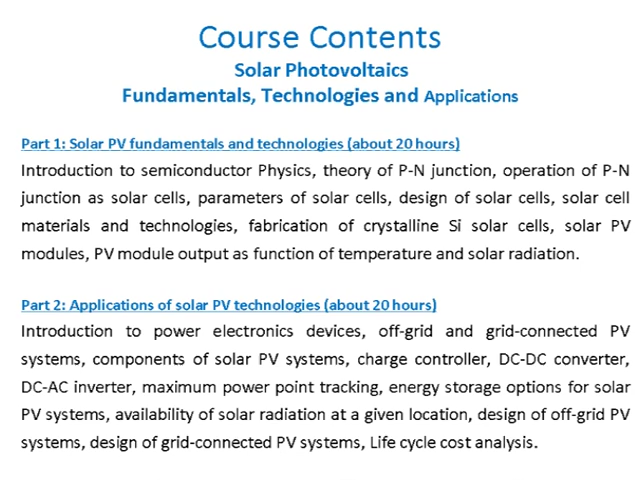 Course Contents
Solar Photovoltaics
Fundamentals, Technologies and Applications
Part 1: Solar PV fundamentals and technologies (about 20 hours)
Introduction to semiconductor Physics, theory of P-N junction, operation of P-N
junction as solar cells, parameters of solar cells, design of solar cells, solar cell
materials and technologies, fabrication of crystalline Si solar cells, solar PV
modules, PV module output as function of temperature and solar radiation.
Part 2: Applications of solar PV technologies (about 20 hours)
Introduction to power electronics devices, off-grid and grid-connected PV
systems, components of solar PV systems, charge controller, DC-DC converter,
DC-AC inverter, maximum power point tracking, energy storage options for solar
PV systems, availability of solar radiation at a given location, design of off-grid PV
systems, design of grid-connected PV systems, Life cycle cost analysis.